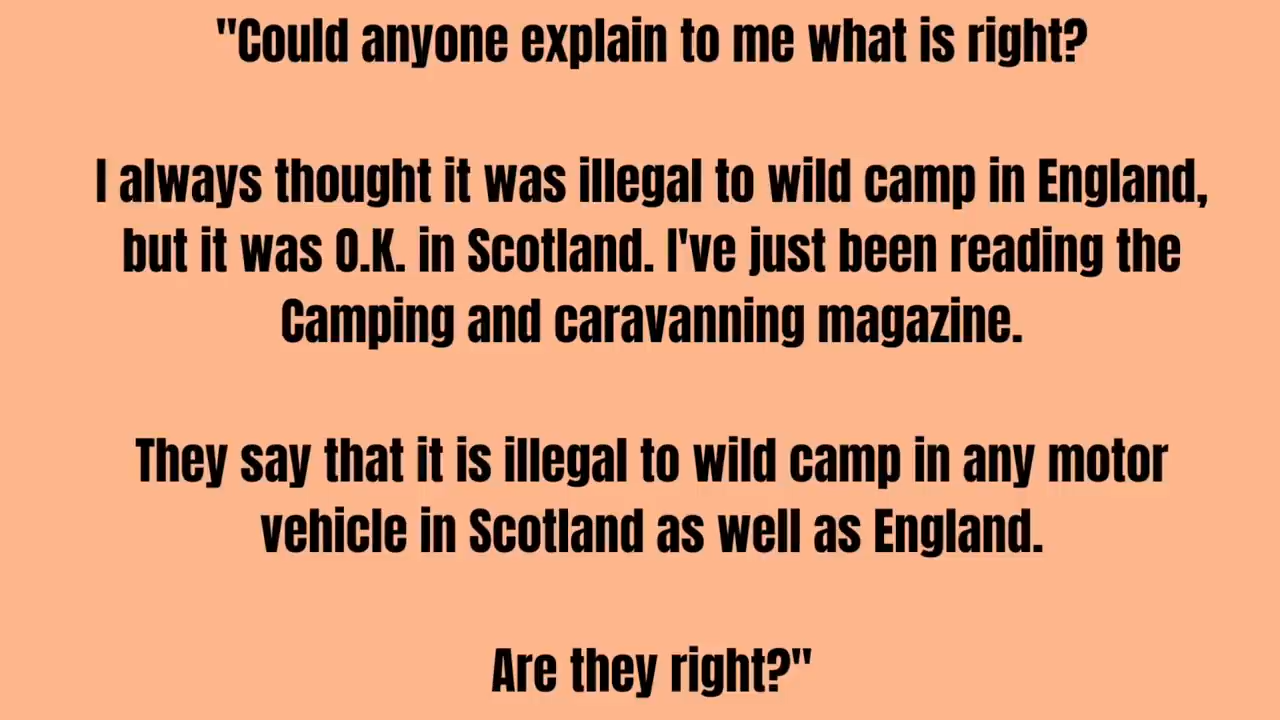 "Could anyone explain to me what is right?
I always thought it was illegal to wild camp in England,
but it was O.K. in Scotland. I've just been reading the
Camping and caravanning magazine.
They say that it is illegal to wild camp in any motor
vehicle in Scotland as well as England.
Are they right?"